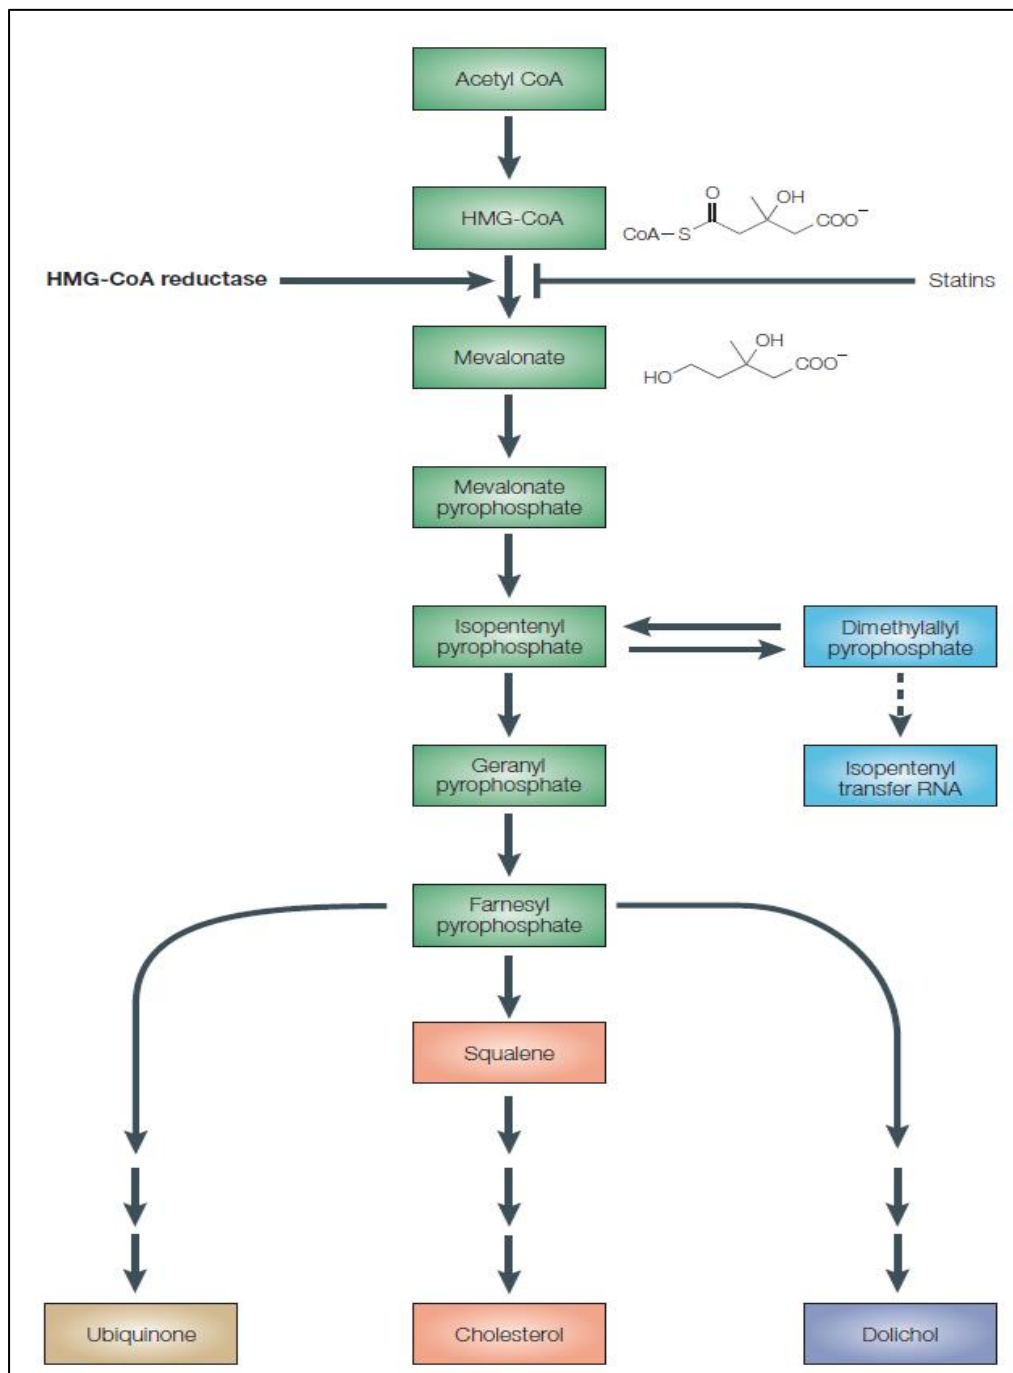 Acetyl CoA
HMG-CoA
O
OH
CoA–S
COO⁻
HMG-CoA reductase
Statins
Mevalonate
OH
HO
COO⁻
Mevalonate
pyrophosphate
Isopentenyl
pyrophosphate
Dimethylallyl
pyrophosphate
Geranyl
pyrophosphate
Isopentenyl
transfer RNA
Farnesyl
pyrophosphate
Squalene
Ubiquinone
Cholesterol
Dolichol